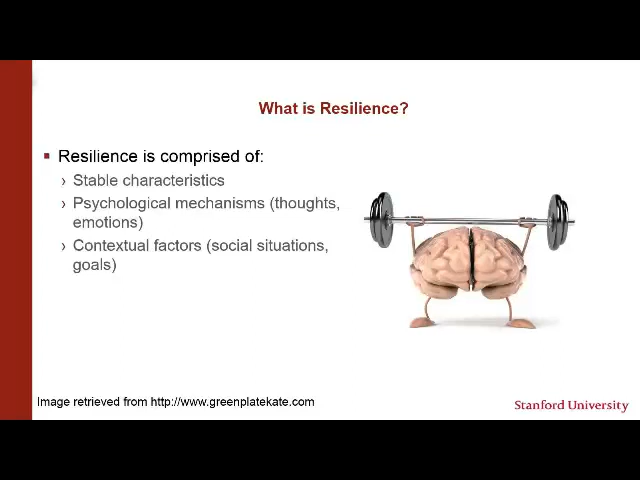 What is Resilience?
▪ Resilience is comprised of:
› Stable characteristics
› Psychological mechanisms (thoughts,
emotions)
› Contextual factors (social situations,
goals)
Image retrieved from http://www.greenplatekate.com
Stanford University